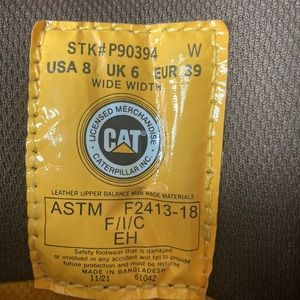 STK# P90394 W
USA 8 UK 6 EUR 39
WIDE WIDTH
LICENSED MERCHANDISE
CAT
CATERPILLAR INC.
LEATHER UPPER BALANCE MAN MADE MATERIALS
ASTM F2413-18
F/I/C
EH
Safety footwear that is damaged
or involved in any accident will fail to provide
future protection and must be discarded
MADE IN BANGLADESH
11/21 61042